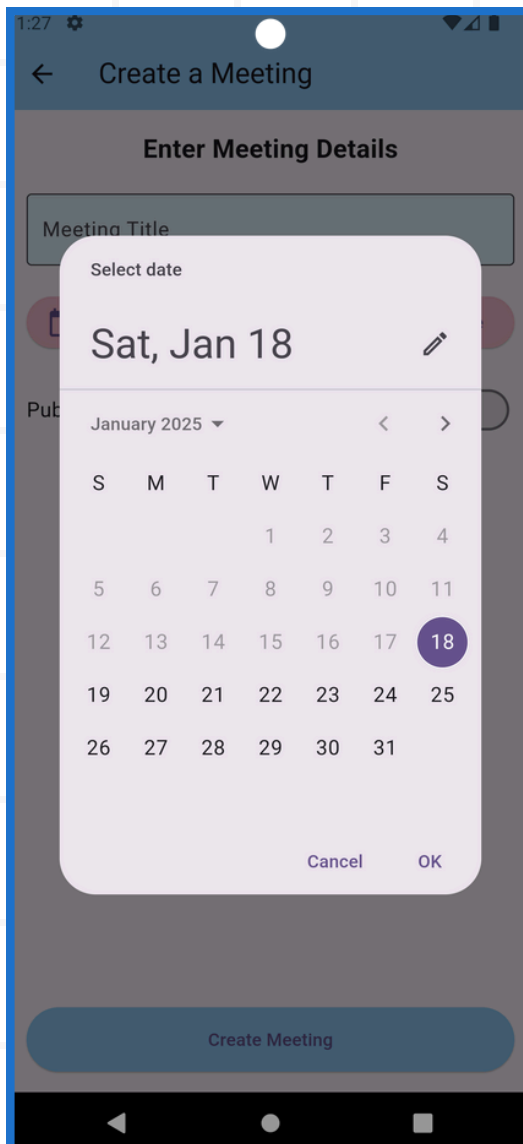 1:27
Create a Meeting
Enter Meeting Details
Meeting Title
Select date
Sat, Jan 18
Pub
January 2025
S M T W T F S
1 2 3 4
5 6 7 8 9 10 11
12 13 14 15 16 17 18
19 20 21 22 23 24 25
26 27 28 29 30 31
Cancel OK
Create Meeting